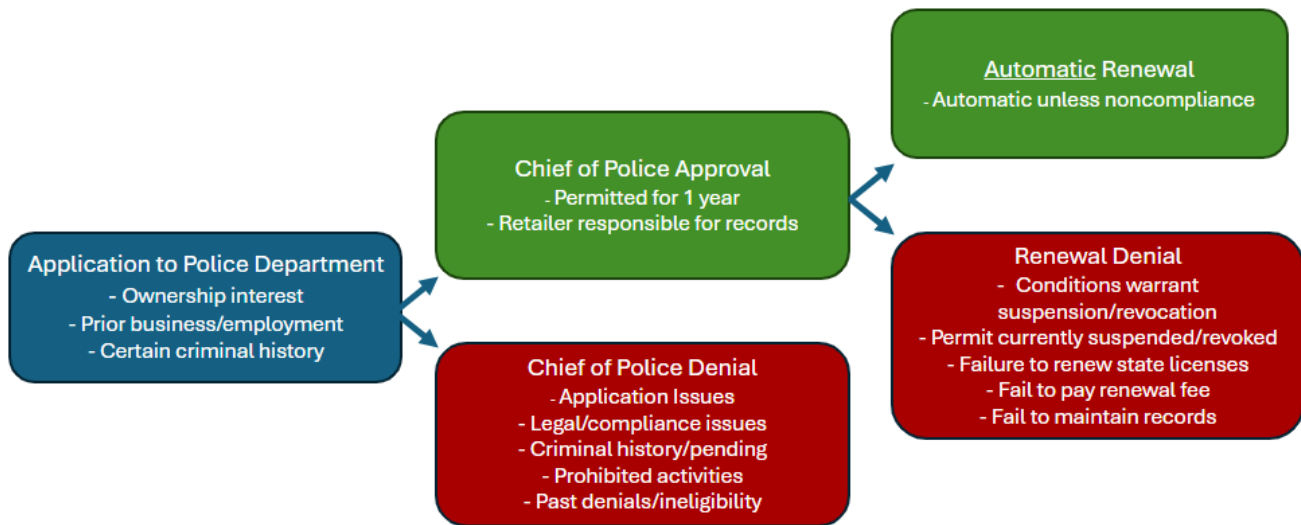 Application to Police Department
- Ownership interest
- Prior business/employment
- Certain criminal history
Chief of Police Approval
- Permitted for 1 year
- Retailer responsible for records
Chief of Police Denial
- Application Issues
- Legal/compliance issues
- Criminal history/pending
- Prohibited activities
- Past denials/ineligibility
Automatic Renewal
- Automatic unless noncompliance
Renewal Denial
- Conditions warrant
suspension/revocation
- Permit currently suspended/revoked
- Failure to renew state licenses
- Fail to pay renewal fee
- Fail to maintain records